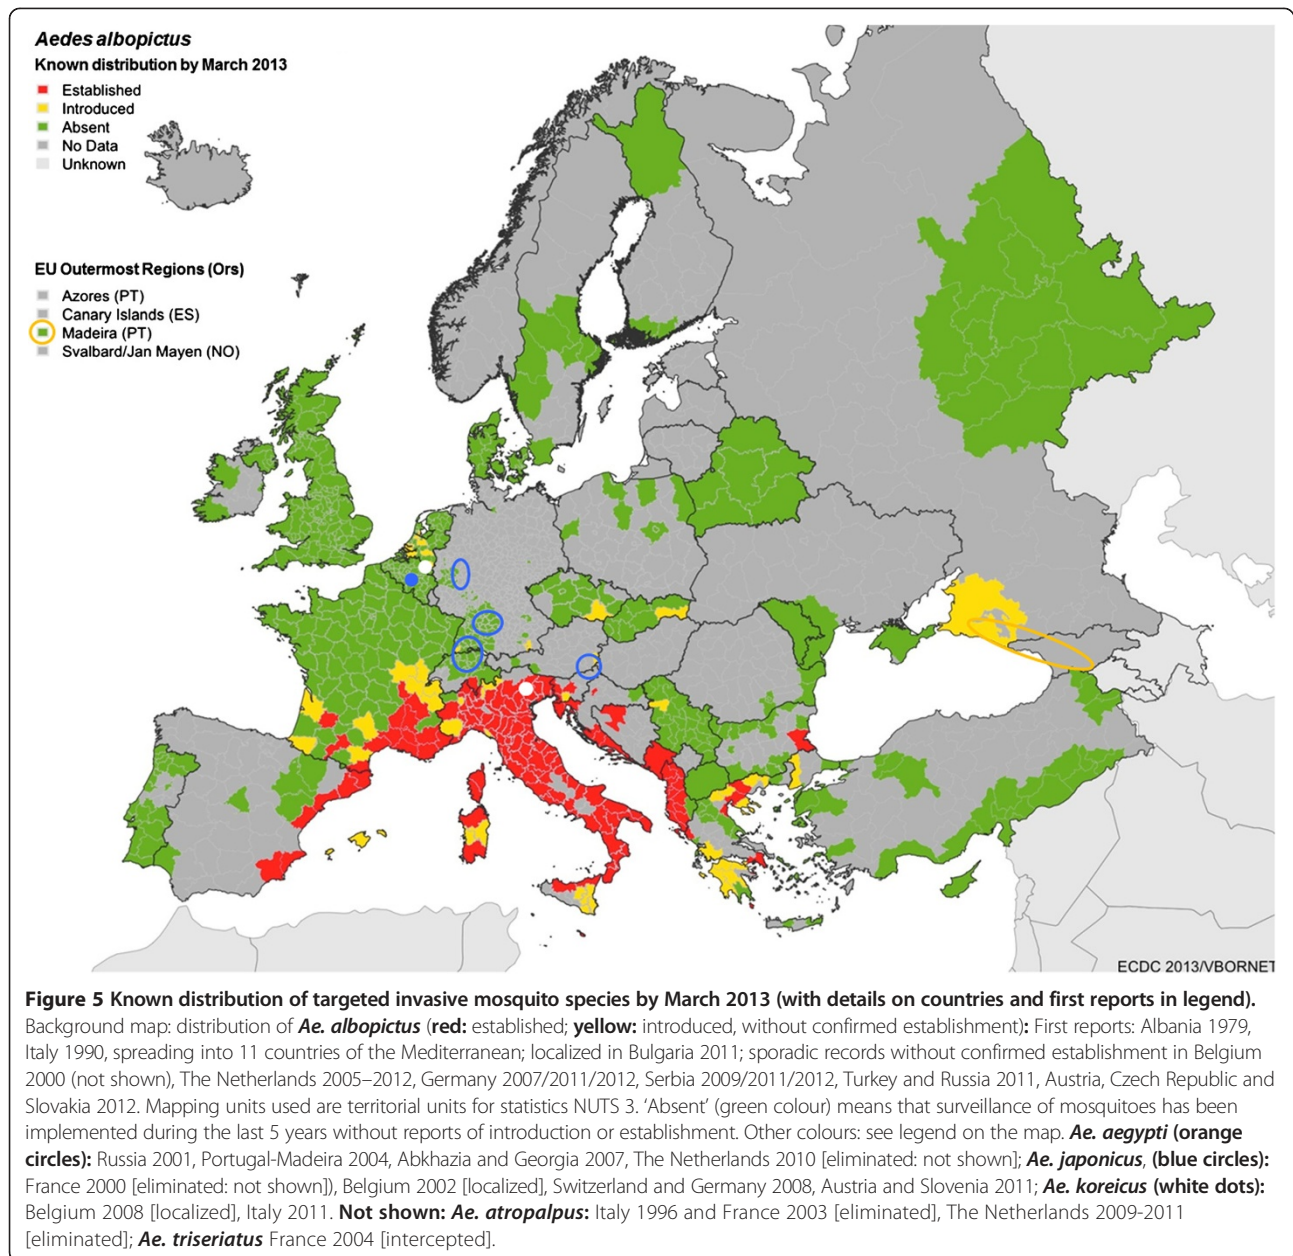 Aedes albopictus
Known distribution by March 2013
Established
Introduced
Absent
No Data
Unknown
EU Outermost Regions (Ors)
Azores (PT)
Canary Islands (ES)
Madeira (PT)
Svalbard/Jan Mayen (NO)
ECDC 2013/VBORNET
Figure 5 Known distribution of targeted invasive mosquito species by March 2013 (with details on countries and first reports in legend).
Background map: distribution of Ae. albopictus (red: established; yellow: introduced, without confirmed establishment): First reports: Albania 1979,
Italy 1990, spreading into 11 countries of the Mediterranean; localized in Bulgaria 2011; sporadic records without confirmed establishment in Belgium
2000 (not shown), The Netherlands 2005–2012, Germany 2007/2011/2012, Serbia 2009/2011/2012, Turkey and Russia 2011, Austria, Czech Republic and
Slovakia 2012. Mapping units used are territorial units for statistics NUTS 3. ‘Absent’ (green colour) means that surveillance of mosquitoes has been
implemented during the last 5 years without reports of introduction or establishment. Other colours: see legend on the map. Ae. aegypti (orange
circles): Russia 2001, Portugal-Madeira 2004, Abkhazia and Georgia 2007, The Netherlands 2010 [eliminated: not shown]; Ae. japonicus, (blue circles):
France 2000 [eliminated: not shown]), Belgium 2002 [localized], Switzerland and Germany 2008, Austria and Slovenia 2011; Ae. koreicus (white dots):
Belgium 2008 [localized], Italy 2011. Not shown: Ae. atropalpus: Italy 1996 and France 2003 [eliminated], The Netherlands 2009-2011
[eliminated]; Ae. triseriatus France 2004 [intercepted].